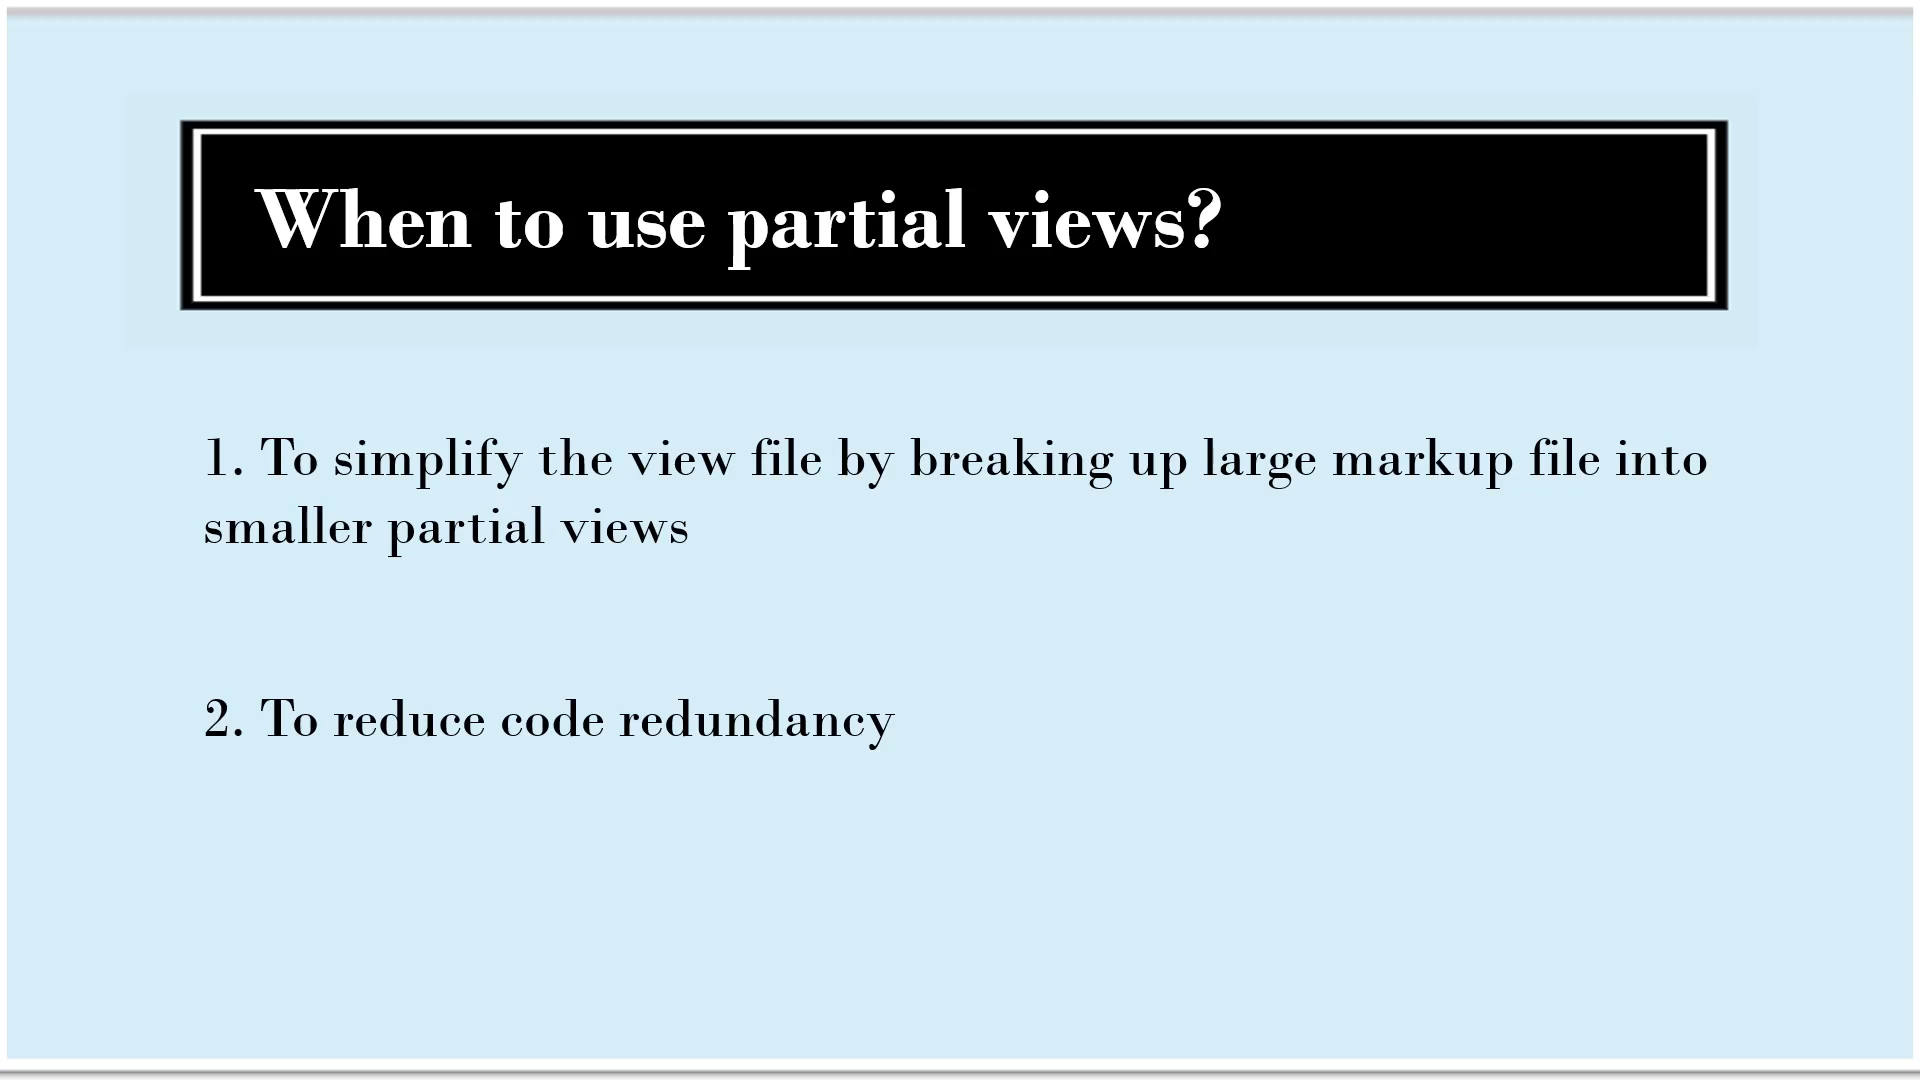 When to use partial views?
1. To simplify the view file by breaking up large markup file into
smaller partial views
2. To reduce code redundancy